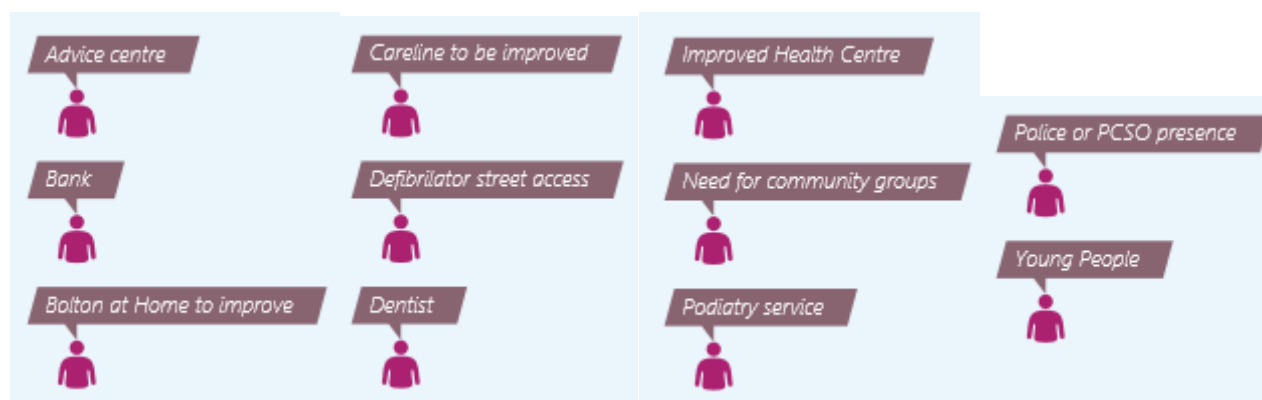 Advice centre
Bank
Bolton at Home to improve
Careline to be improved
Defibrilator street access
Dentist
Improved Health Centre
Need for community groups
Podiatry service
Police or PCSO presence
Young People